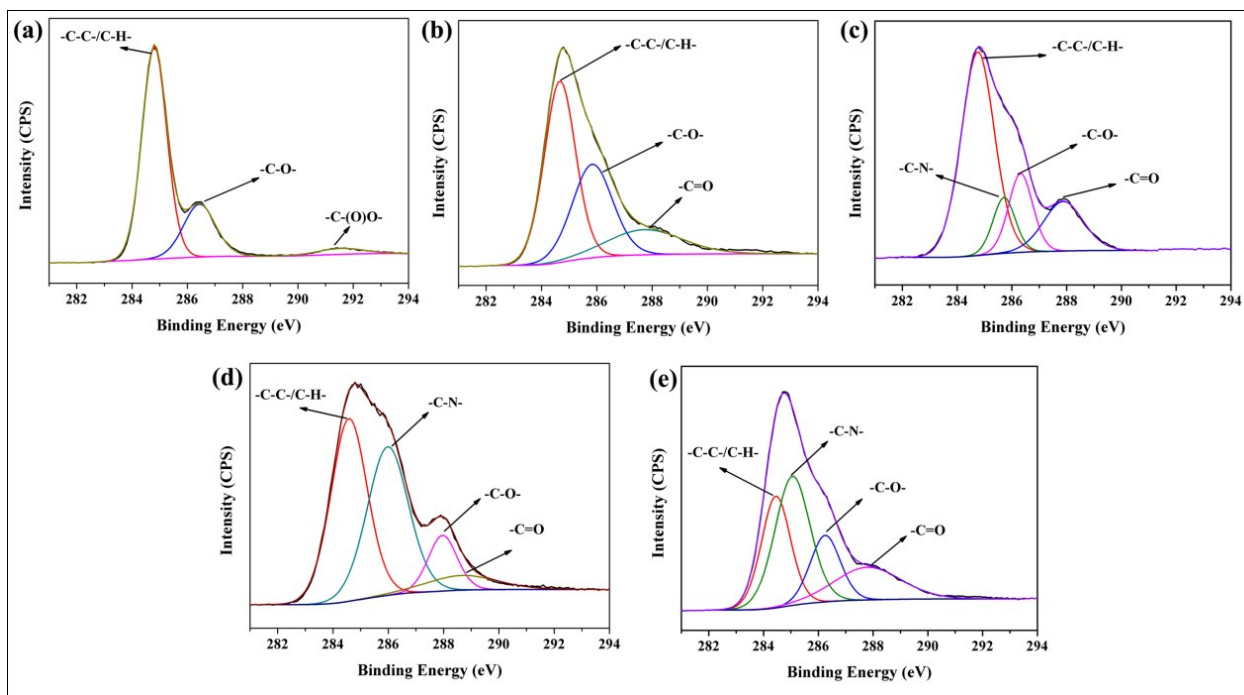 (a)
-C-C-/C-H-
-C-O-
-C-(O)O-
Intensity (CPS)
282 284 286 288 290 292 294
Binding Energy (eV)
(b)
-C-C-/C-H-
-C-O-
-C=O
Intensity (CPS)
282 284 286 288 290 292 294
Binding Energy (eV)
(c)
-C-C-/C-H-
-C-O-
-C-N-
-C=O
Intensity (CPS)
282 284 286 288 290 292 294
Binding Energy (eV)
(d)
-C-C-/C-H-
-C-N-
-C-O-
-C=O
Intensity (CPS)
282 284 286 288 290 292 294
Binding Energy (eV)
(e)
-C-N-
-C-C-/C-H-
-C-O-
-C=O
Intensity (CPS)
282 284 286 288 290 292 294
Binding Energy (eV)